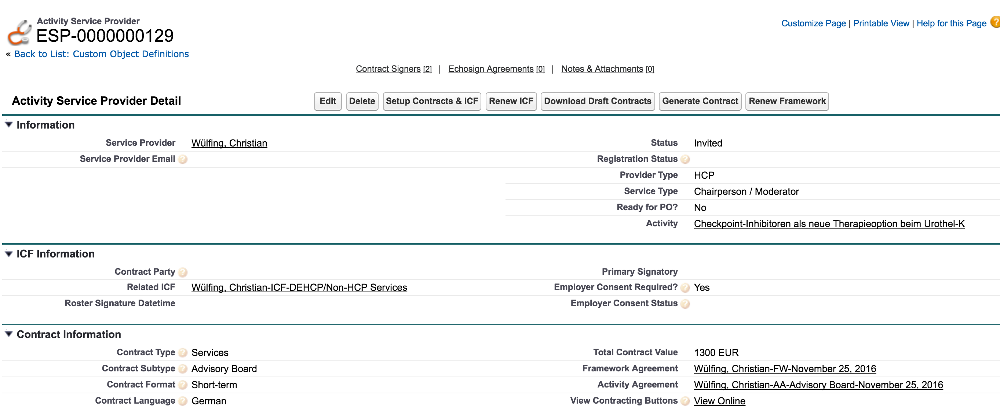 Activity Service Provider
ESP-0000000129
Customize Page | Printable View | Help for this Page ?
« Back to List: Custom Object Definitions
Contract Signers [2] | Echosign Agreements [0] | Notes & Attachments [0]
Activity Service Provider Detail Edit Delete Setup Contracts & ICF Renew ICF Download Draft Contracts Generate Contract Renew Framework
Information
Service Provider Wülfing, Christian Status Invited
Service Provider Email ? Registration Status ?
Provider Type HCP
Service Type Chairperson / Moderator
Ready for PO? No
Activity Checkpoint-Inhibitoren als neue Therapieoption beim Urothel-K
ICF Information
Contract Party ? Primary Signatory
Related ICF Wülfing, Christian-ICF-DEHCP/Non-HCP Services Employer Consent Required? ? Yes
Roster Signature Datetime Employer Consent Status ?
Contract Information
Contract Type ? Services Total Contract Value 1300 EUR
Contract Subtype ? Advisory Board Framework Agreement Wülfing, Christian-FW-November 25, 2016
Contract Format ? Short-term Activity Agreement Wülfing, Christian-AA-Advisory Board-November 25, 2016
Contract Language ? German View Contracting Buttons ? View Online